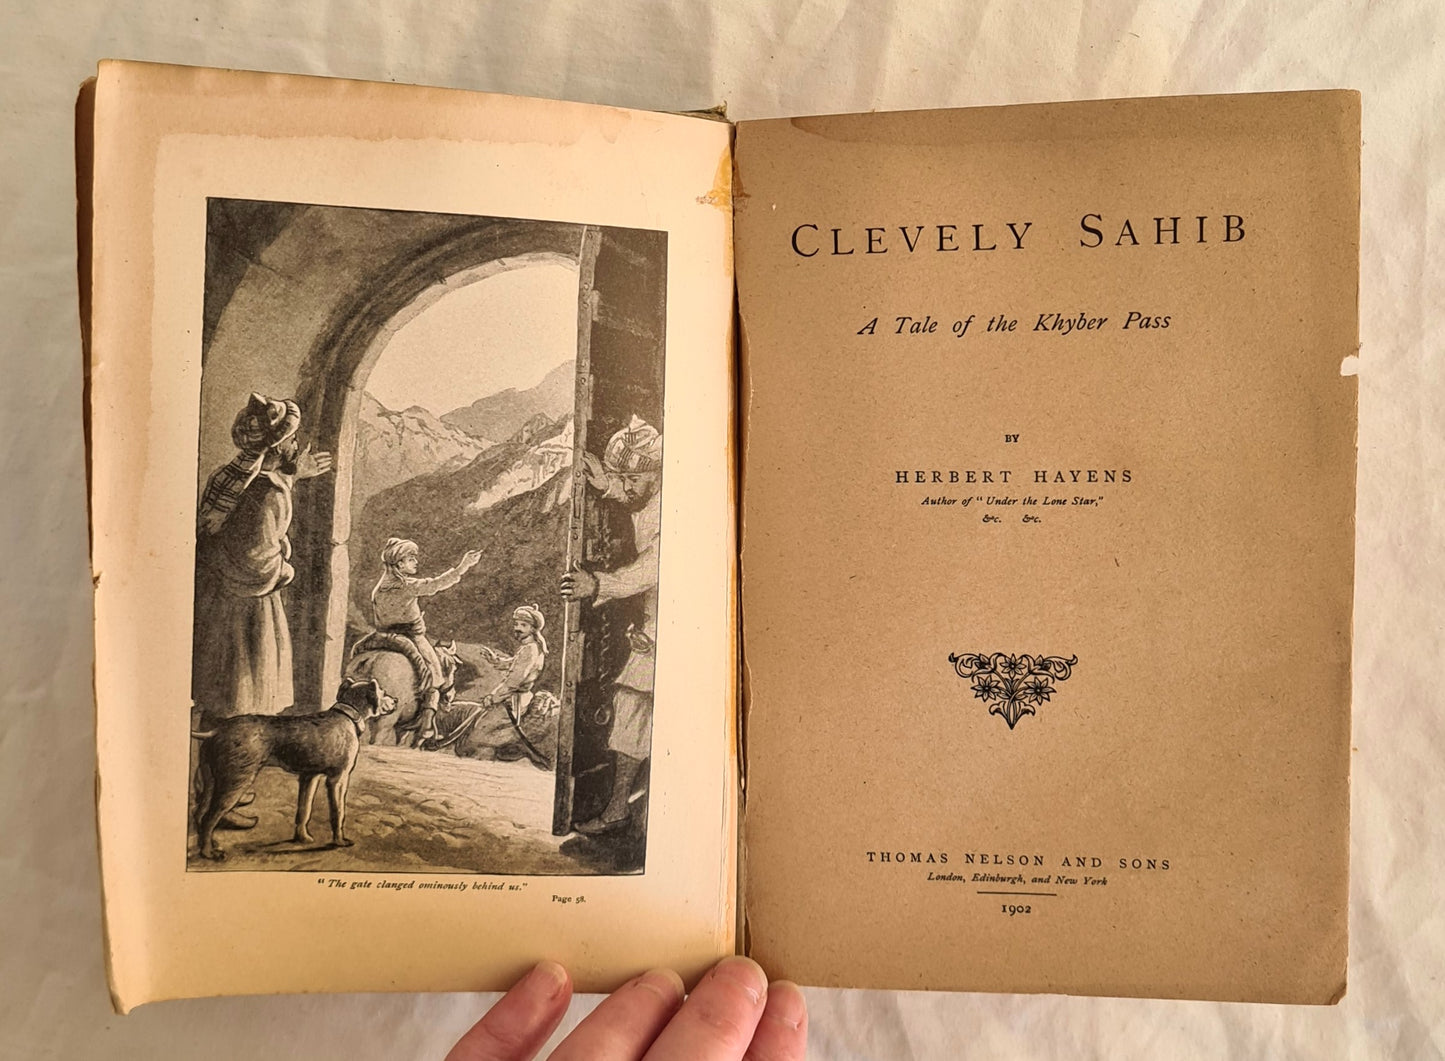 "The gate clanged ominously behind us."
Page 58.
CLEVELY SAHIB
A Tale of the Khyber Pass
BY
HERBERT HAYENS
Author of "Under the Lone Star,"
&c. &c.
THOMAS NELSON AND SONS
London, Edinburgh, and New York
1902